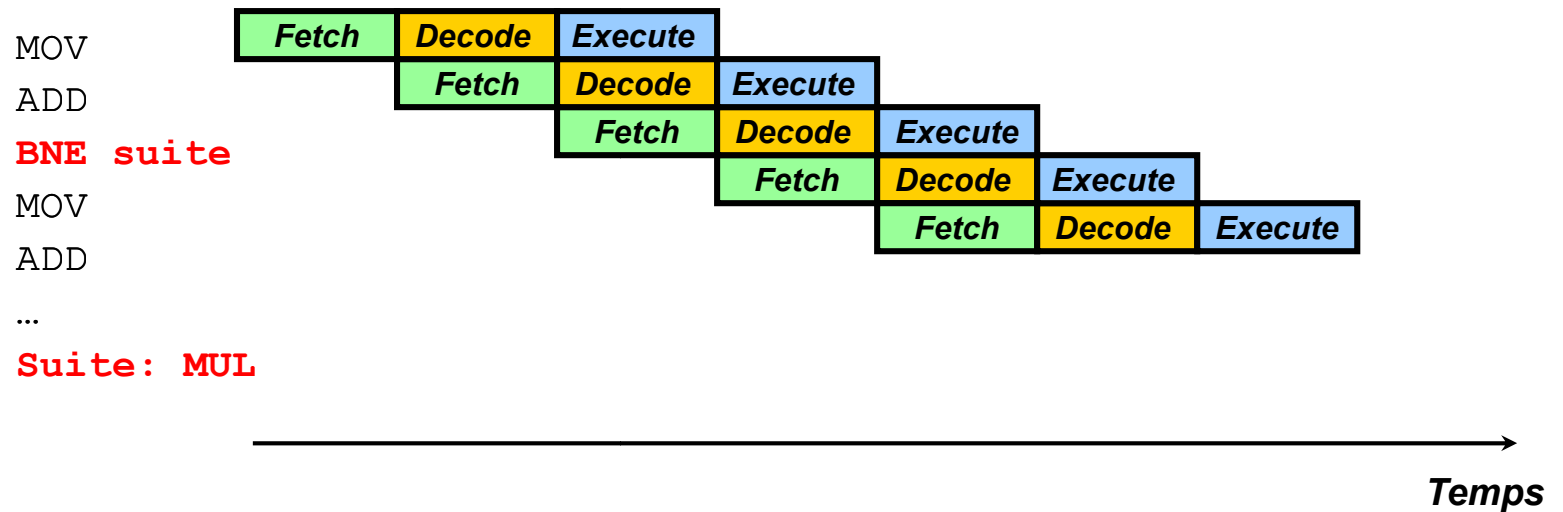 MOV Fetch Decode Execute
ADD Fetch Decode Execute
BNE suite Fetch Decode Execute
MOV Fetch Decode Execute
ADD Fetch Decode Execute
…
Suite: MUL
Temps